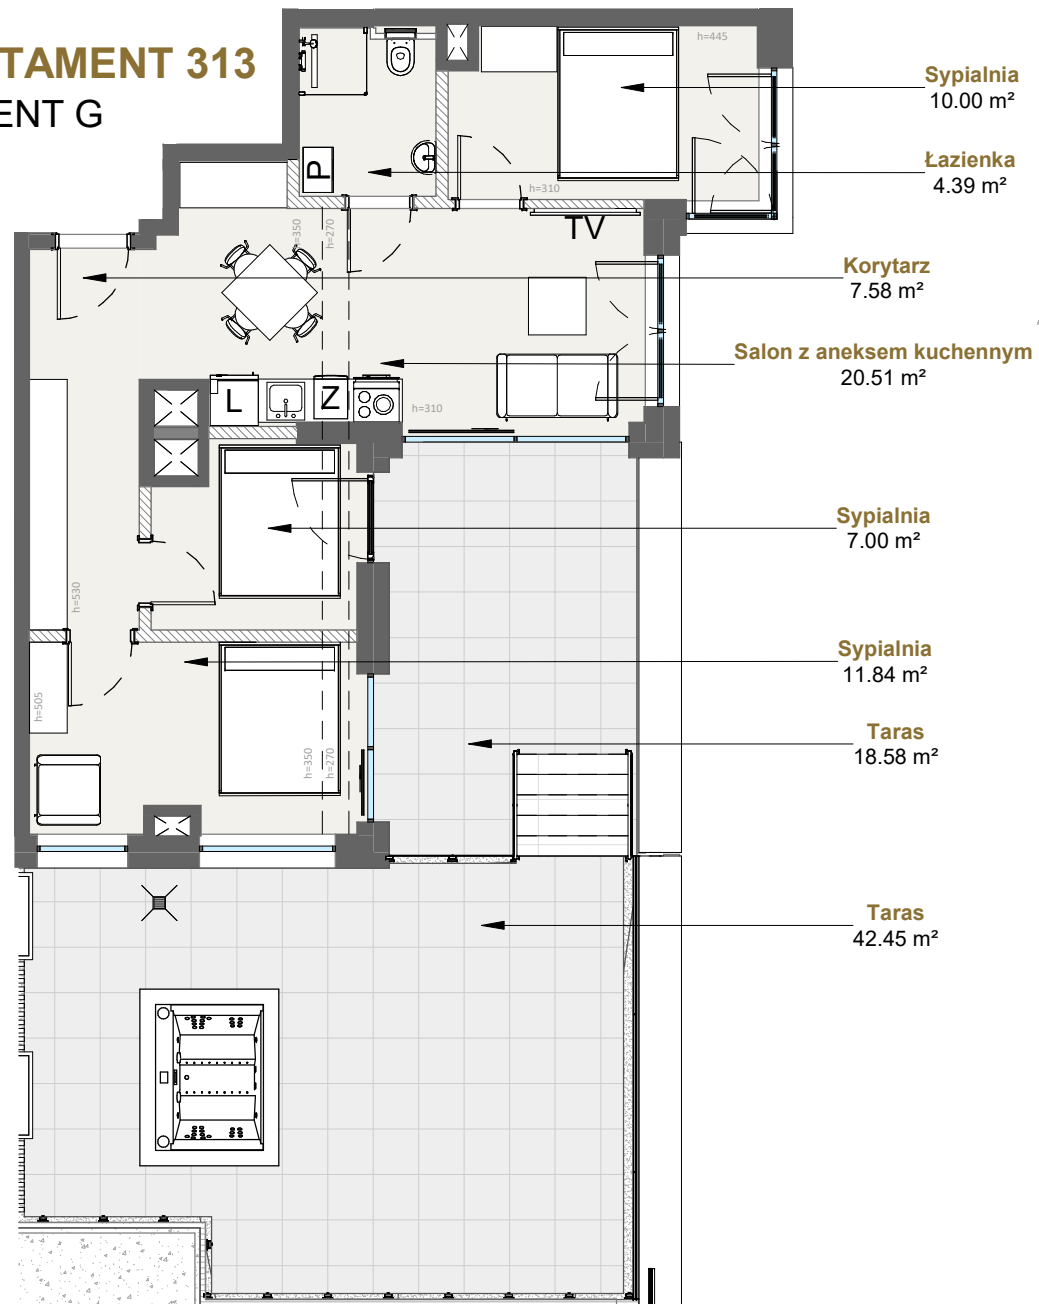 TAMENT 313
ENT G
h=445
Sypialnia
10.00 m²
Łazienka
4.39 m²
P
h=310
TV
h=350
h=270
Korytarz
7.58 m²
Salon z aneksem kuchennym
20.51 m²
L
Z
h=310
Sypialnia
7.00 m²
h=530
Sypialnia
11.84 m²
h=505
h=350
h=270
Taras
18.58 m²
Taras
42.45 m²